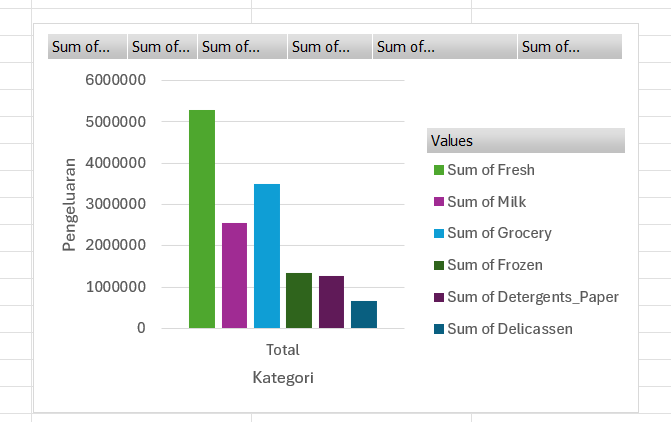 Sum of... Sum of... Sum of... Sum of... Sum of... Sum of...
6000000
5000000
4000000
3000000
2000000
1000000
0
Pengeluaran
Total
Kategori
Values
Sum of Fresh
Sum of Milk
Sum of Grocery
Sum of Frozen
Sum of Detergents_Paper
Sum of Delicassen